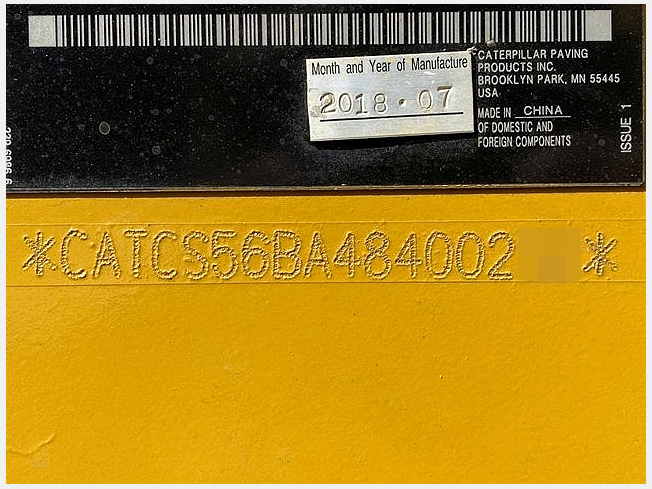 Month and Year of Manufacture
2018·07
CATERPILLAR PAVING
PRODUCTS INC.
BROOKLYN PARK, MN 55445
USA
MADE IN CHINA
OF DOMESTIC AND
FOREIGN COMPONENTS
ISSUE 1
*CATCS56BA484002 *